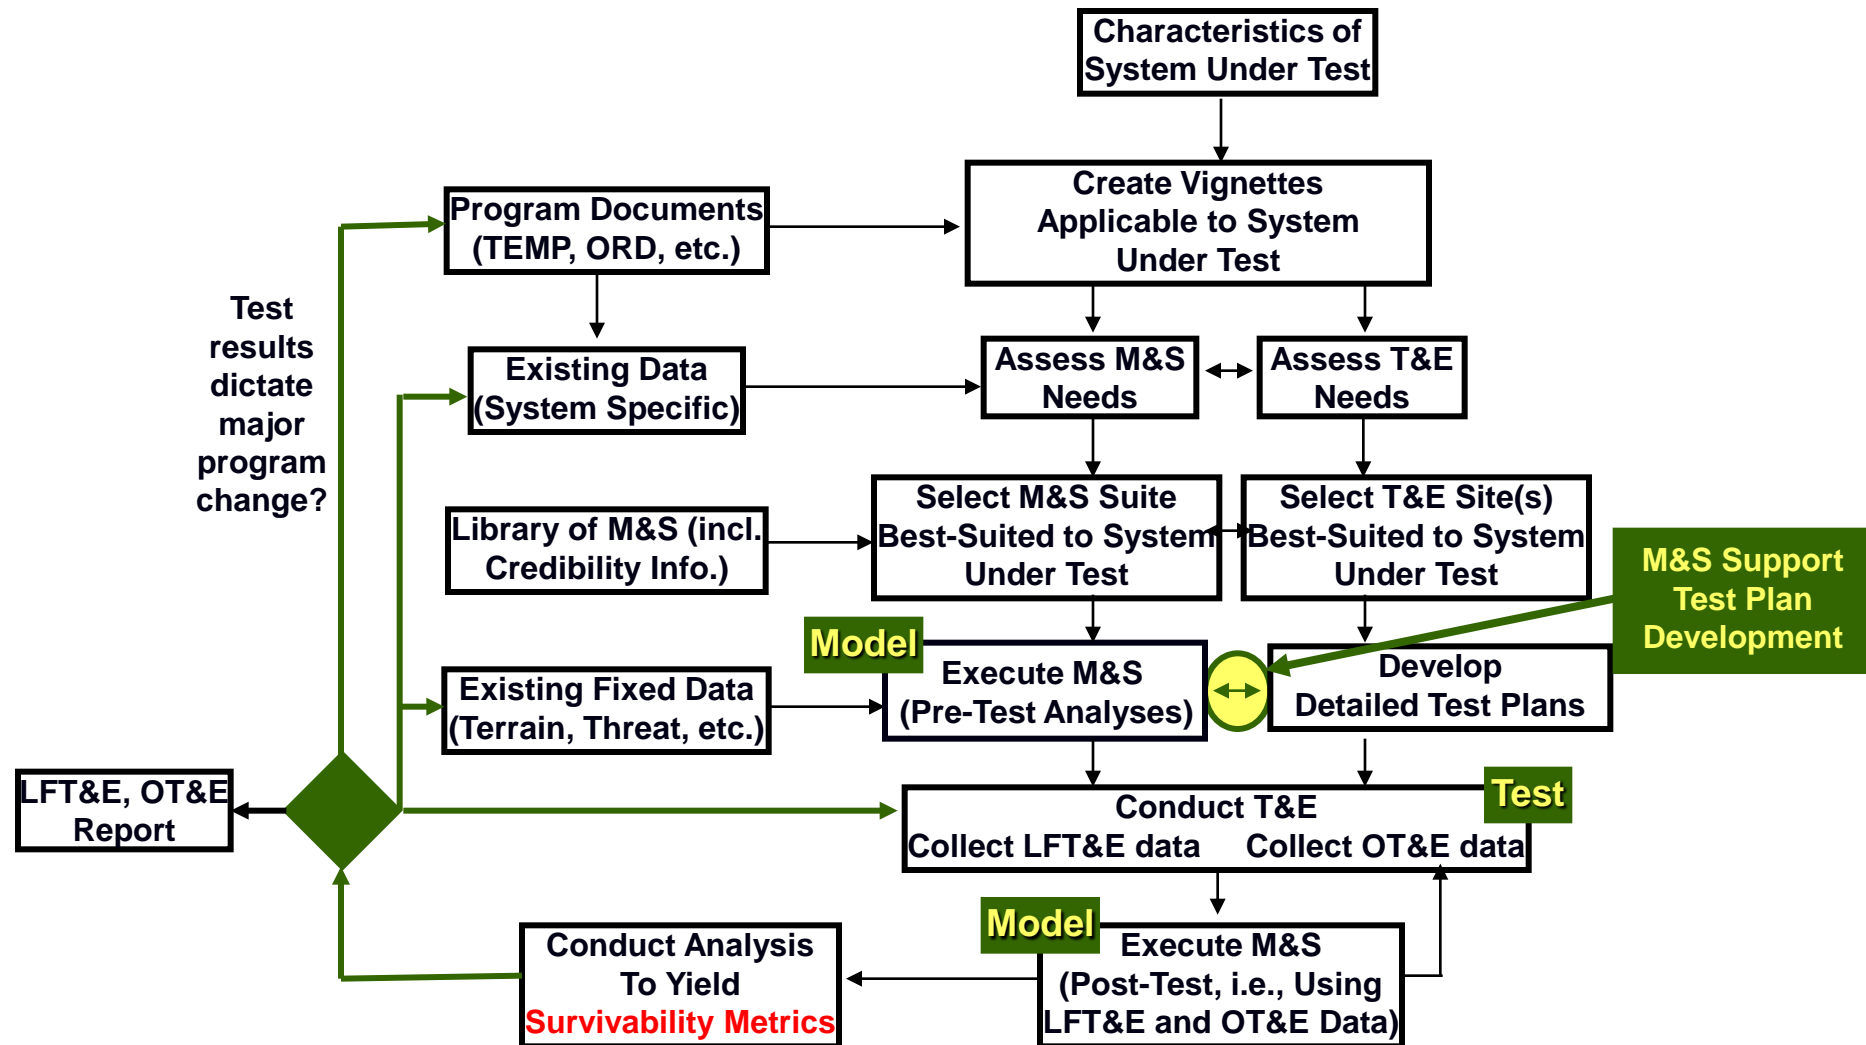 Characteristics of
System Under Test
Create Vignettes
Applicable to System
Under Test
Program Documents
(TEMP, ORD, etc.)
Test
results
dictate
major
program
change?
Existing Data
(System Specific)
Assess M&S
Needs
Assess T&E
Needs
Library of M&S (incl.
Credibility Info.)
Select M&S Suite
Best-Suited to System
Under Test
Select T&E Site(s)
Best-Suited to System
Under Test
M&S Support
Test Plan
Development
Model
Execute M&S
(Pre-Test Analyses)
Develop
Detailed Test Plans
Existing Fixed Data
(Terrain, Threat, etc.)
LFT&E, OT&E
Report
Test
Conduct T&E
Collect LFT&E data Collect OT&E data
Model
Execute M&S
(Post-Test, i.e., Using
LFT&E and OT&E Data)
Conduct Analysis
To Yield
Survivability Metrics